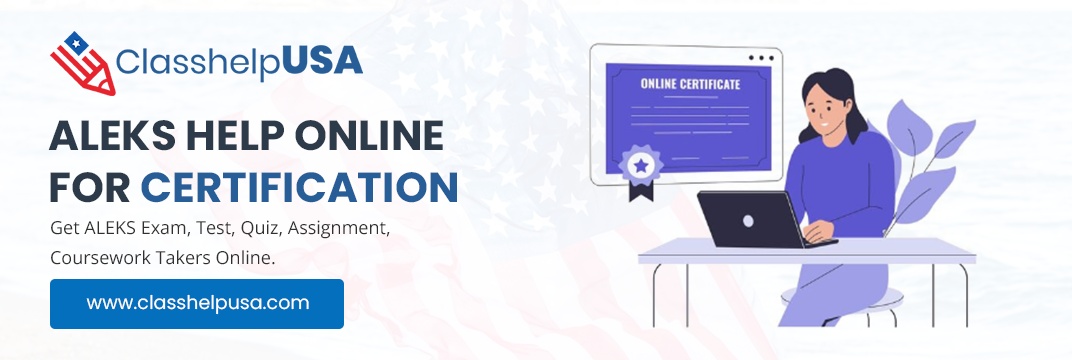 ClasshelpUSA
ALEKS HELP ONLINE
FOR CERTIFICATION
Get ALEKS Exam, Test, Quiz, Assignment,
Coursework Takers Online.
www.classhelpusa.com
ONLINE CERTIFICATE